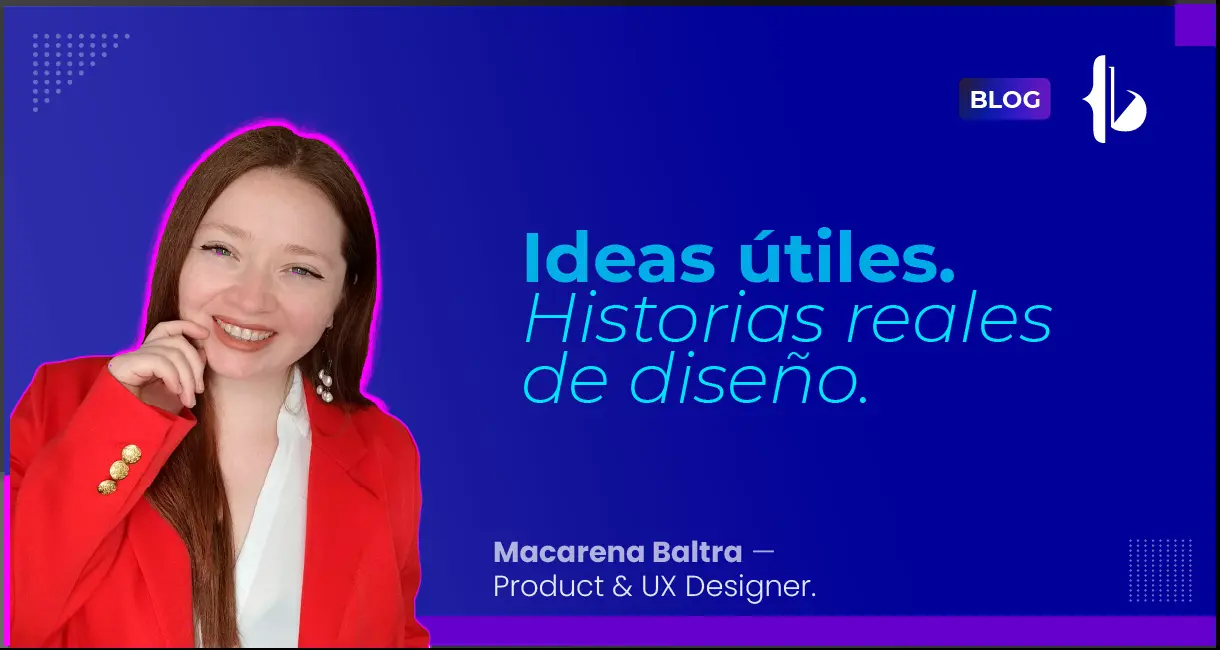 BLOG
Ideas útiles.
Historias reales
de diseño.
Macarena Baltra —
Product & UX Designer.